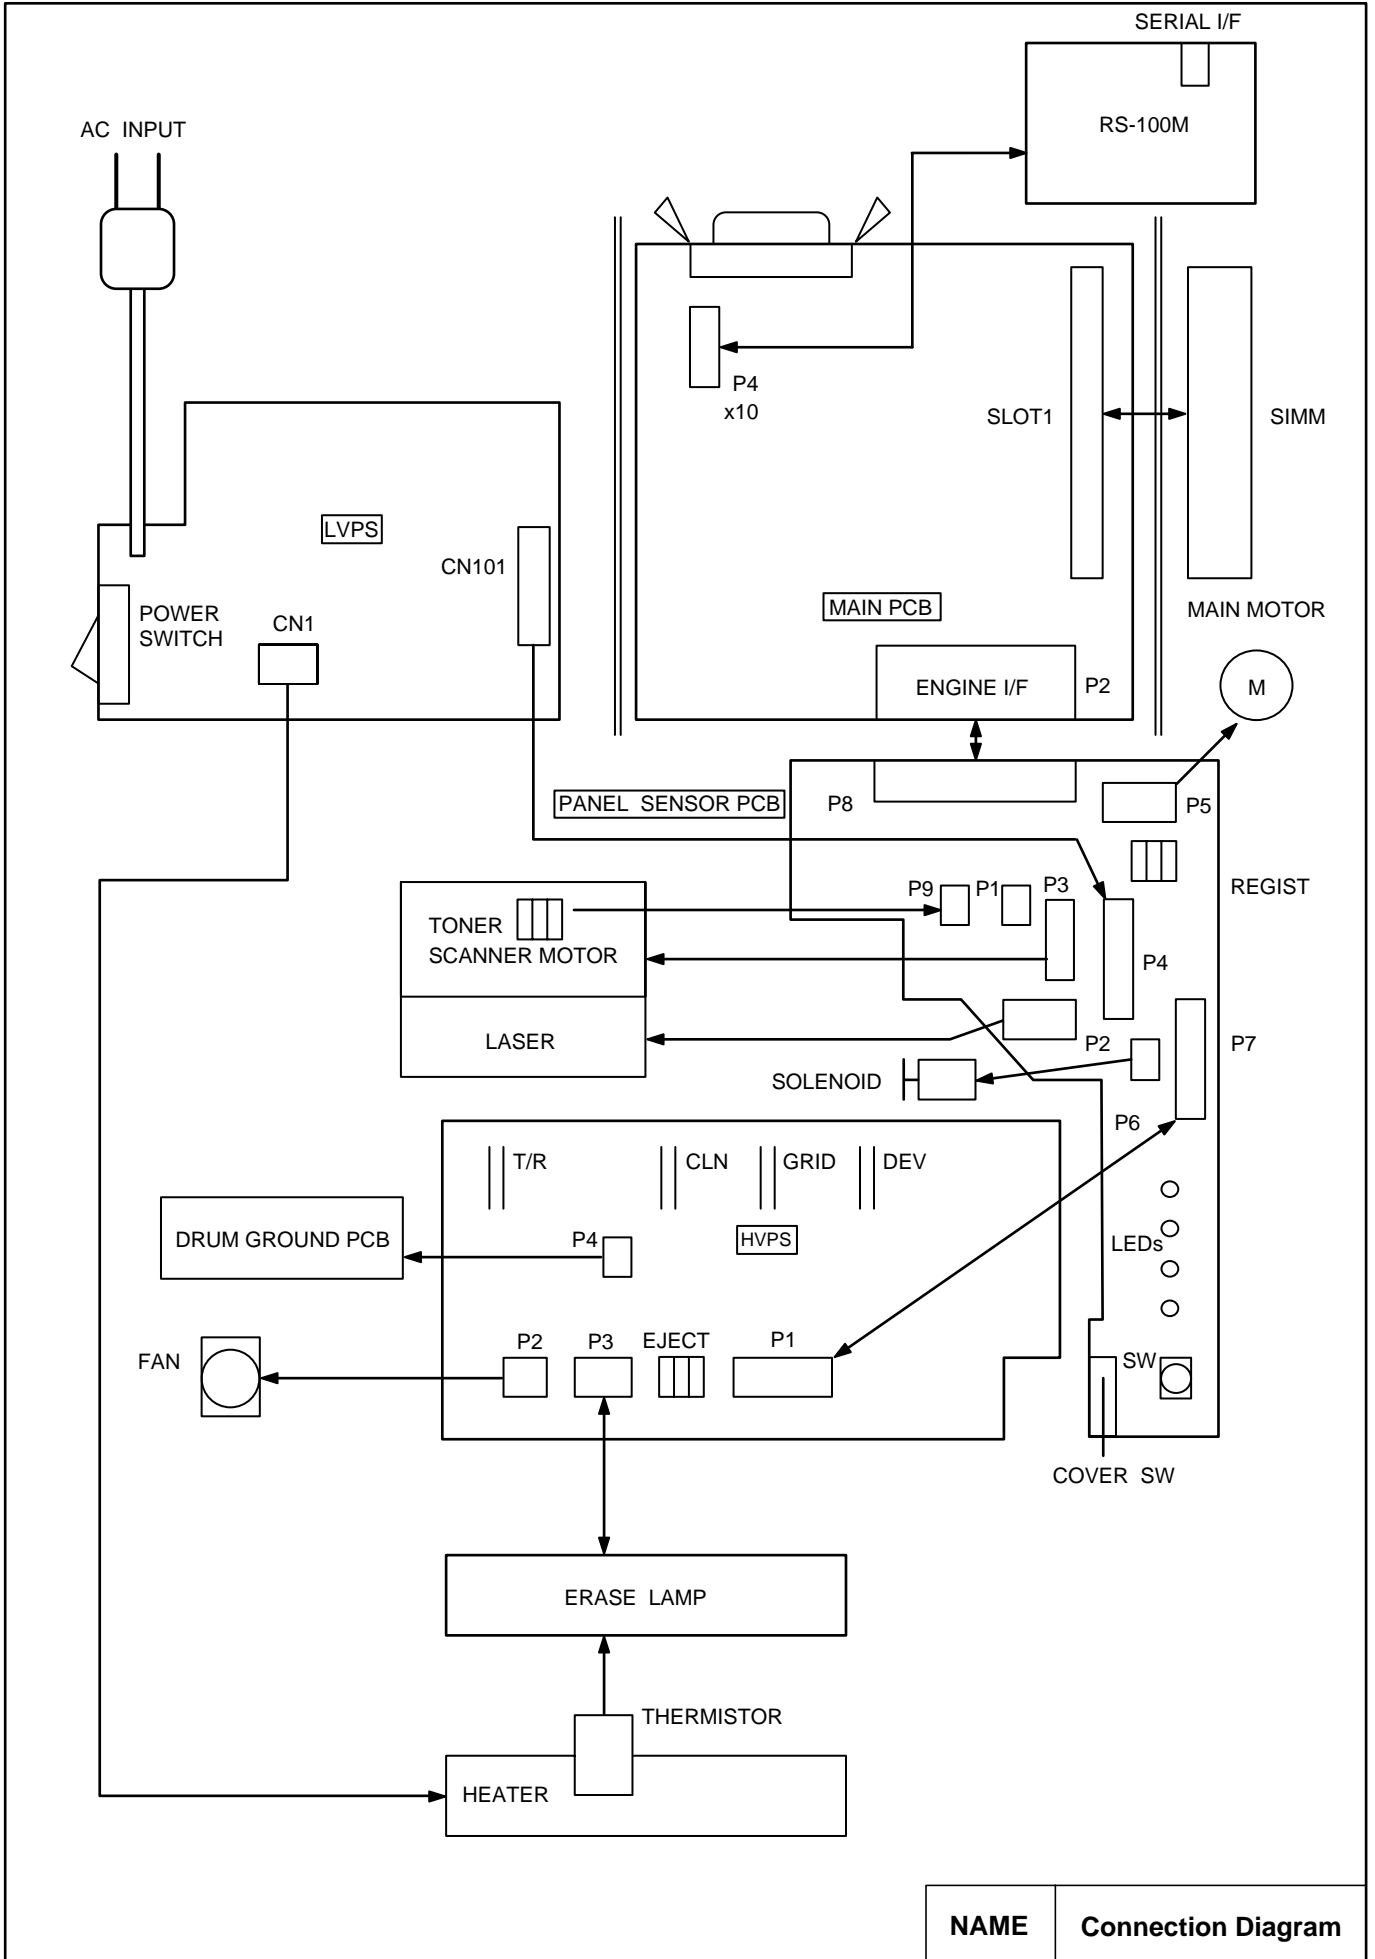 SERIAL I/F
RS-100M
AC INPUT
P4
x10
SLOT1
SIMM
LVPS
CN101
POWER
SWITCH
CN1
MAIN PCB
MAIN MOTOR
ENGINE I/F
P2
M
PANEL SENSOR PCB
P8
P5
REGIST
P9
P1
P3
TONER
SCANNER MOTOR
P4
LASER
P2
P7
SOLENOID
P6
T/R
CLN
GRID
DEV
DRUM GROUND PCB
P4
HVPS
LEDs
FAN
P2
P3
EJECT
P1
SW
COVER SW
ERASE LAMP
THERMISTOR
HEATER
NAME
Connection Diagram